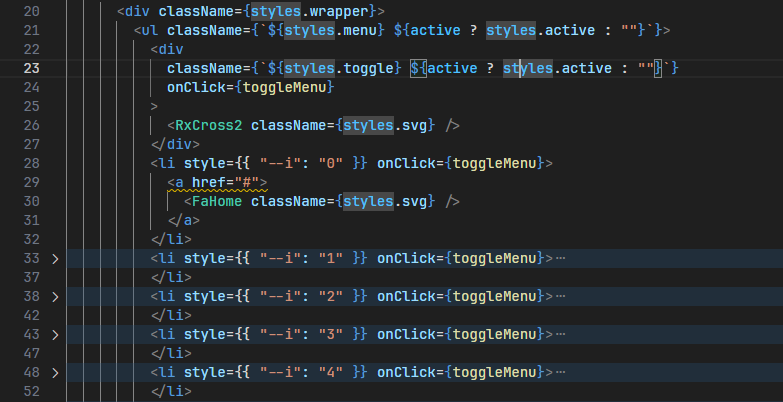 20 <div className={styles.wrapper}>
21 <ul className={`${styles.menu} ${active ? styles.active : ""}`}>
22 <div
23 className={`${styles.toggle} ${active ? styles.active : ""}`}
24 onClick={toggleMenu}
25 >
26 <RxCross2 className={styles.svg} />
27 </div>
28 <li style={{ "--i": "0" }} onClick={toggleMenu}>
29 <a href="#">
30 <FaHome className={styles.svg} />
31 </a>
32 </li>
33 > <li style={{ "--i": "1" }} onClick={toggleMenu}>⋯
37 </li>
38 > <li style={{ "--i": "2" }} onClick={toggleMenu}>⋯
42 </li>
43 > <li style={{ "--i": "3" }} onClick={toggleMenu}>⋯
47 </li>
48 > <li style={{ "--i": "4" }} onClick={toggleMenu}>⋯
52 </li>